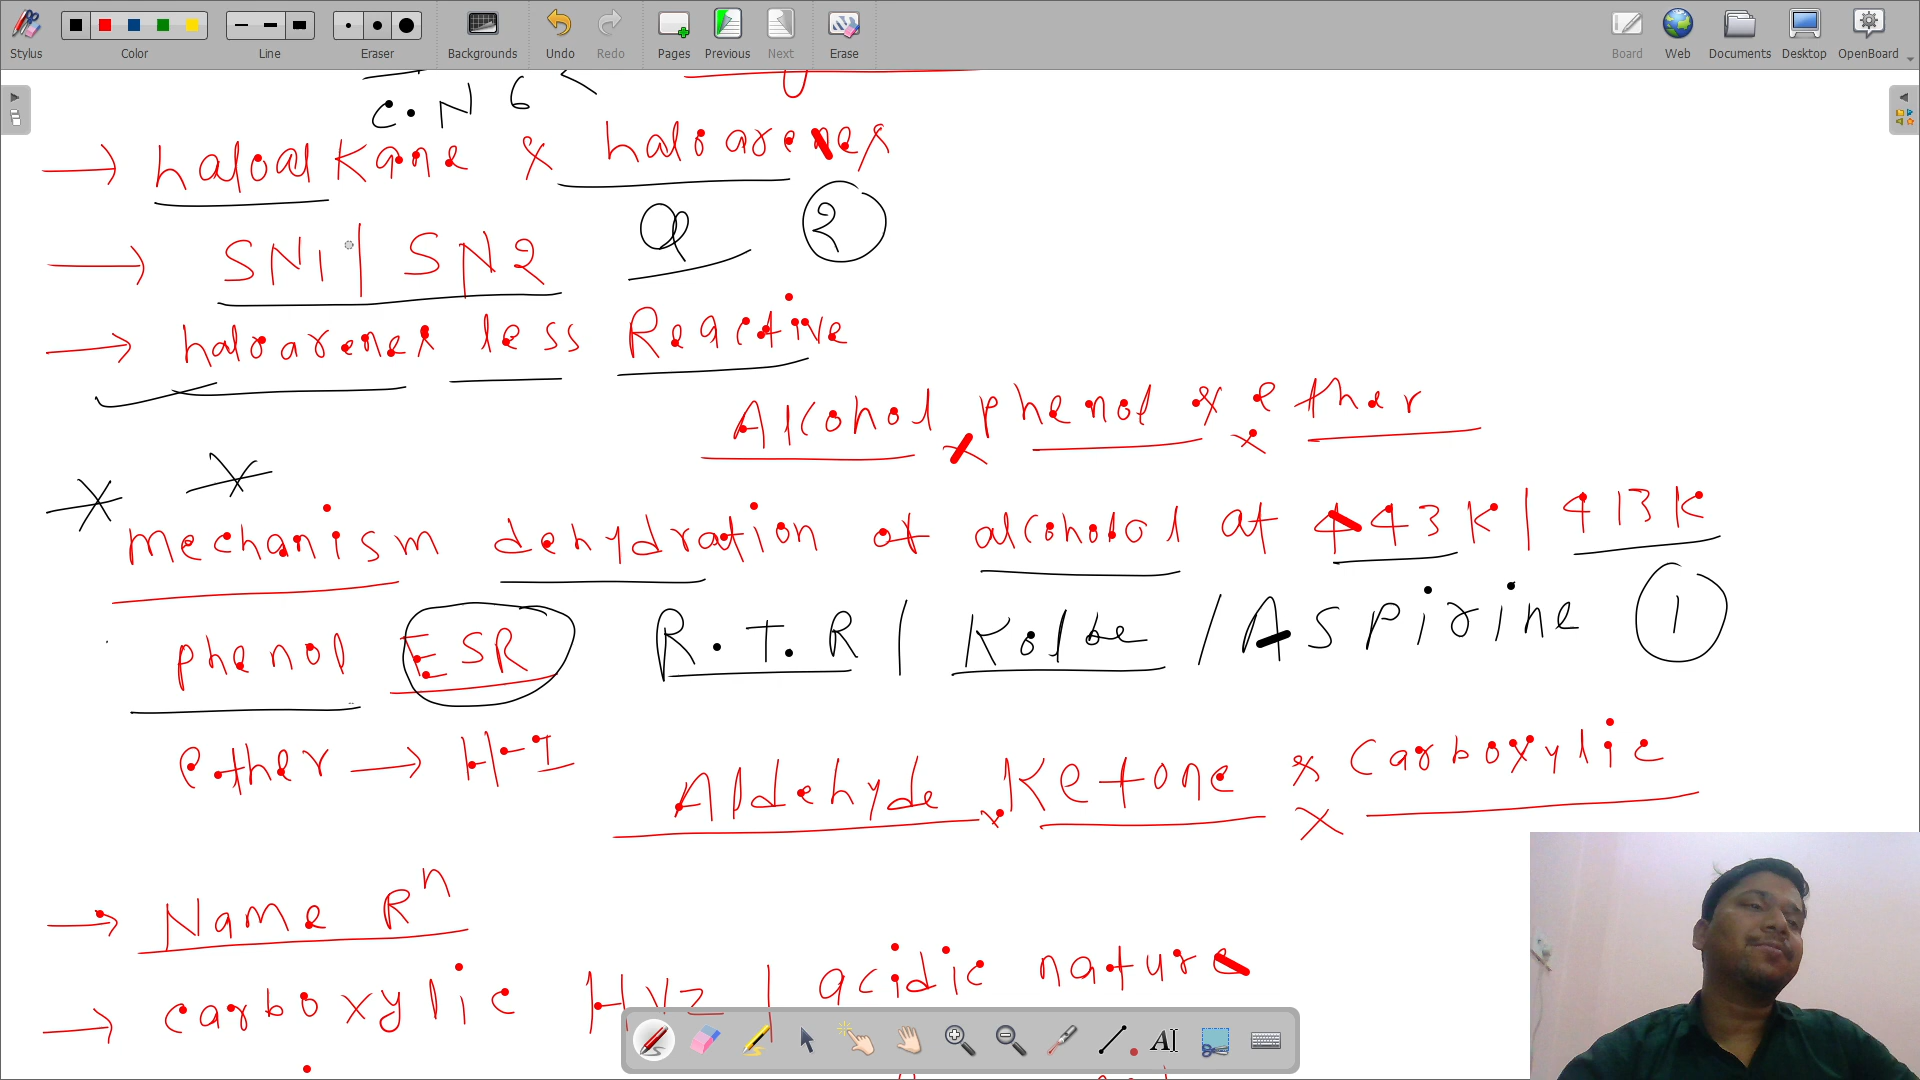 Stylus Color Line Eraser Backgrounds Undo Redo Pages Previous Next Erase Board Web Documents Desktop OpenBoard
C.N 6
→ haloalkane & haloarenes
→ SN1 | SN2 Q 2
→ haloarenes less Reactive
Alcohol phenol & ether
mechanism dehydration of alcohol at 443K | 413K
phenol ESR R.T.R | Kolbe / Aspirine 1
ether → H-I
Aldehyde Ketone & Carboxylic
→ Name Rn
→ carboxylic HVZ | acidic nature